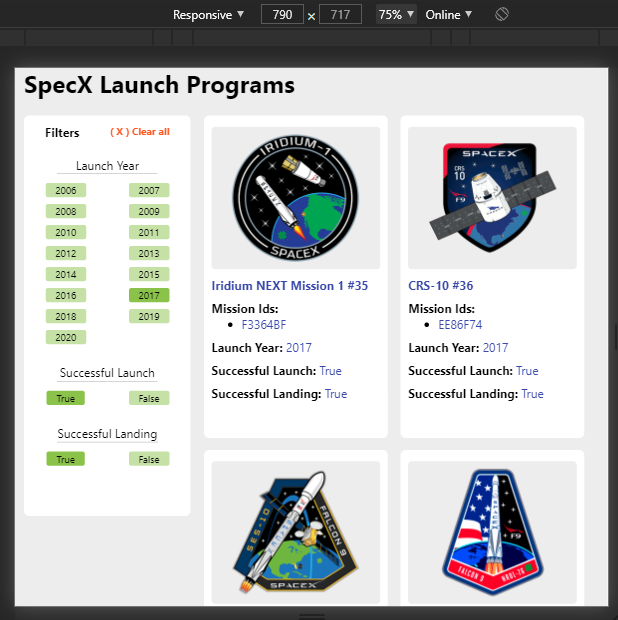 Responsive ▼ 790 × 717 75% ▼ Online ▼
SpecX Launch Programs
Filters ( X ) Clear all
Launch Year
2006 2007
2008 2009
2010 2011
2012 2013
2014 2015
2016 2017
2018 2019
2020
Successful Launch
True False
Successful Landing
True False
IRIDIUM-1
SPACEX
Iridium NEXT Mission 1 #35
Mission Ids:
• F3364BF
Launch Year: 2017
Successful Launch: True
Successful Landing: True
SPACEX
CRS
10
F9
CRS-10 #36
Mission Ids:
• EE86F74
Launch Year: 2017
Successful Launch: True
Successful Landing: True
SES-10
FALCON 9
SPACEX
F9
FALCON 9 NROL-76